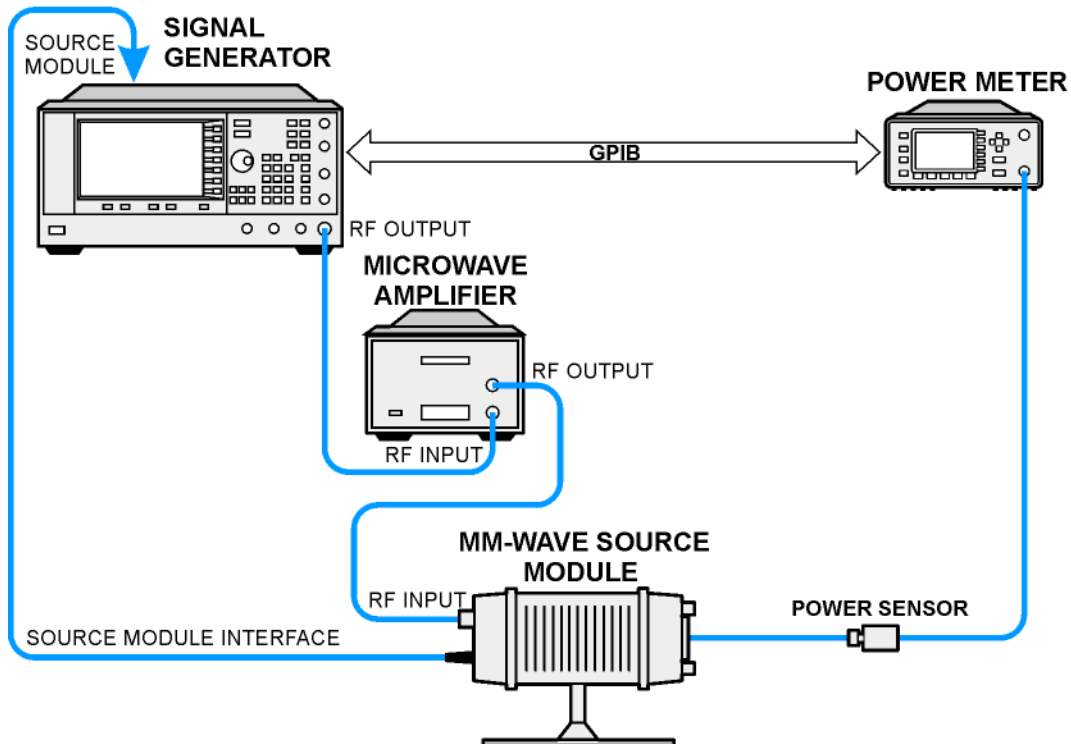 SIGNAL
GENERATOR
SOURCE
MODULE
POWER METER
GPIB
RF OUTPUT
MICROWAVE
AMPLIFIER
RF OUTPUT
RF INPUT
MM-WAVE SOURCE
MODULE
RF INPUT
POWER SENSOR
SOURCE MODULE INTERFACE